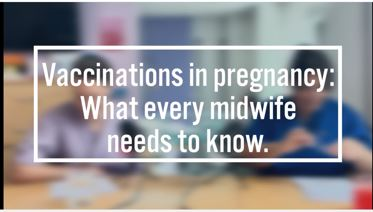 Vaccinations in pregnancy:
What every midwife
needs to know.